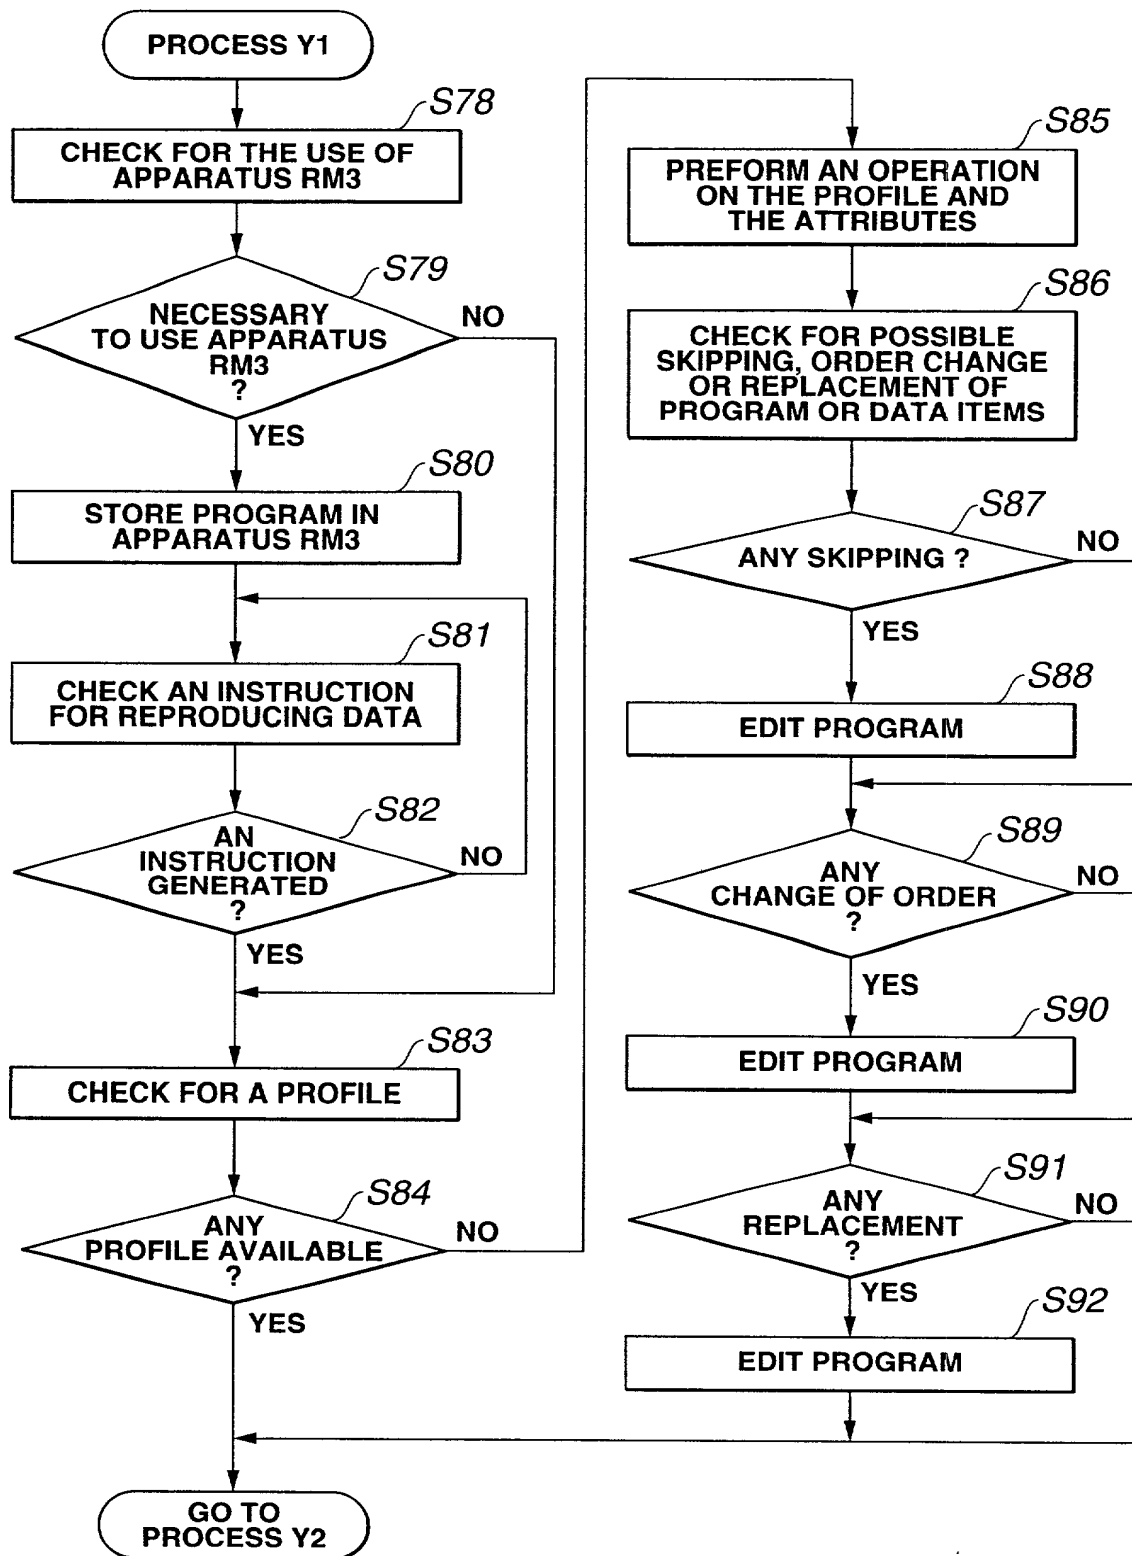 PROCESS Y1
S78
CHECK FOR THE USE OF
APPARATUS RM3
S79
NECESSARY
TO USE APPARATUS
RM3
?
NO
YES
S80
STORE PROGRAM IN
APPARATUS RM3
S81
CHECK AN INSTRUCTION
FOR REPRODUCING DATA
S82
AN
INSTRUCTION
GENERATED
?
NO
YES
S83
CHECK FOR A PROFILE
S84
ANY
PROFILE AVAILABLE
?
NO
YES
GO TO
PROCESS Y2
S85
PREFORM AN OPERATION
ON THE PROFILE AND
THE ATTRIBUTES
S86
CHECK FOR POSSIBLE
SKIPPING, ORDER CHANGE
OR REPLACEMENT OF
PROGRAM OR DATA ITEMS
S87
ANY SKIPPING ?
NO
YES
S88
EDIT PROGRAM
S89
ANY
CHANGE OF ORDER
?
NO
YES
S90
EDIT PROGRAM
S91
ANY
REPLACEMENT
?
NO
YES
S92
EDIT PROGRAM